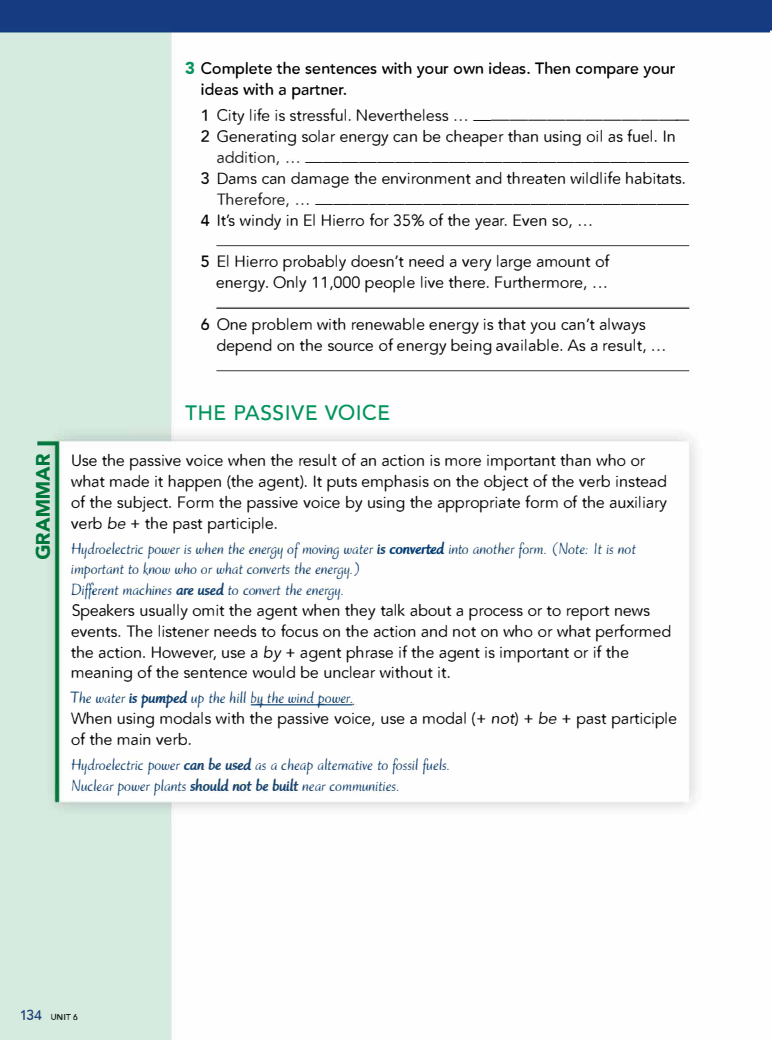 3 Complete the sentences with your own ideas. Then compare your
ideas with a partner.
1 City life is stressful. Nevertheless …
2 Generating solar energy can be cheaper than using oil as fuel. In
addition, …
3 Dams can damage the environment and threaten wildlife habitats.
Therefore, …
4 It's windy in El Hierro for 35% of the year. Even so, …
5 El Hierro probably doesn't need a very large amount of
energy. Only 11,000 people live there. Furthermore, …
6 One problem with renewable energy is that you can't always
depend on the source of energy being available. As a result, …
THE PASSIVE VOICE
GRAMMAR
Use the passive voice when the result of an action is more important than who or
what made it happen (the agent). It puts emphasis on the object of the verb instead
of the subject. Form the passive voice by using the appropriate form of the auxiliary
verb be + the past participle.
Hydroelectric power is when the energy of moving water is converted into another form. (Note: It is not
important to know who or what converts the energy.)
Different machines are used to convert the energy.
Speakers usually omit the agent when they talk about a process or to report news
events. The listener needs to focus on the action and not on who or what performed
the action. However, use a by + agent phrase if the agent is important or if the
meaning of the sentence would be unclear without it.
The water is pumped up the hill by the wind power.
When using modals with the passive voice, use a modal (+ not) + be + past participle
of the main verb.
Hydroelectric power can be used as a cheap alternative to fossil fuels.
Nuclear power plants should not be built near communities.
134 UNIT 6